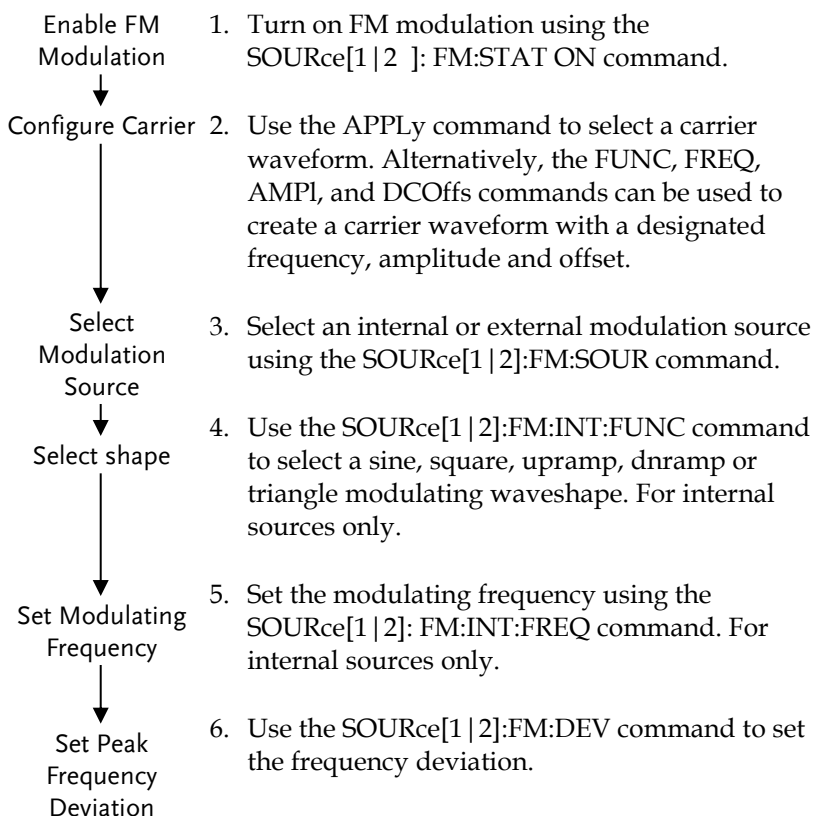 Enable FM
Modulation
1. Turn on FM modulation using the
SOURce[1|2 ]: FM:STAT ON command.
Configure Carrier
2. Use the APPLy command to select a carrier
waveform. Alternatively, the FUNC, FREQ,
AMPl, and DCOffs commands can be used to
create a carrier waveform with a designated
frequency, amplitude and offset.
Select
Modulation
Source
3. Select an internal or external modulation source
using the SOURce[1|2]:FM:SOUR command.
Select shape
4. Use the SOURce[1|2]:FM:INT:FUNC command
to select a sine, square, upramp, dnramp or
triangle modulating waveshape. For internal
sources only.
Set Modulating
Frequency
5. Set the modulating frequency using the
SOURce[1|2]: FM:INT:FREQ command. For
internal sources only.
Set Peak
Frequency
Deviation
6. Use the SOURce[1|2]:FM:DEV command to set
the frequency deviation.